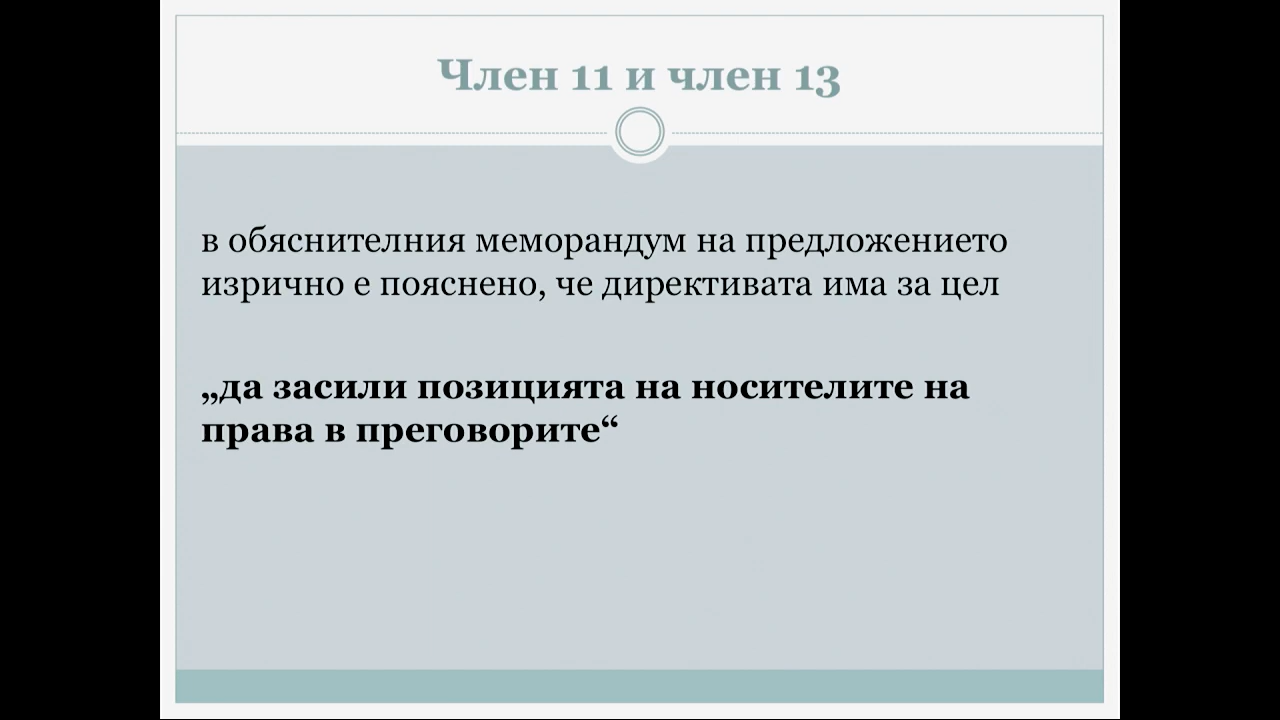 Член 11 и член 13
в обяснителния меморандум на предложението
изрично е пояснено, че директивата има за цел
„да засили позицията на носителите на
права в преговорите“